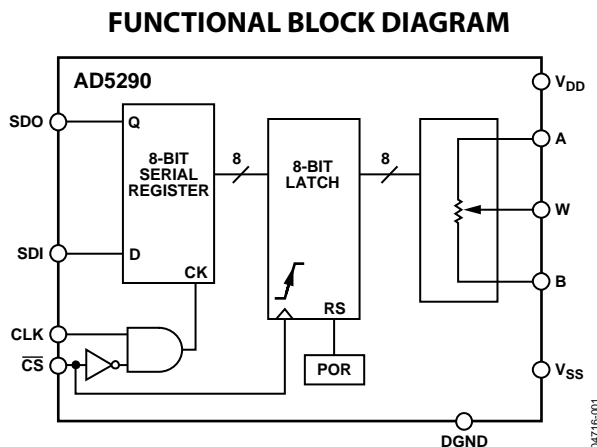 FUNCTIONAL BLOCK DIAGRAM
AD5290
VDD
SDO
Q
8-BIT
SERIAL
REGISTER
8
8-BIT
LATCH
8
A
W
SDI
D
B
CK
RS
CLK
CS
POR
VSS
DGND
04716-001